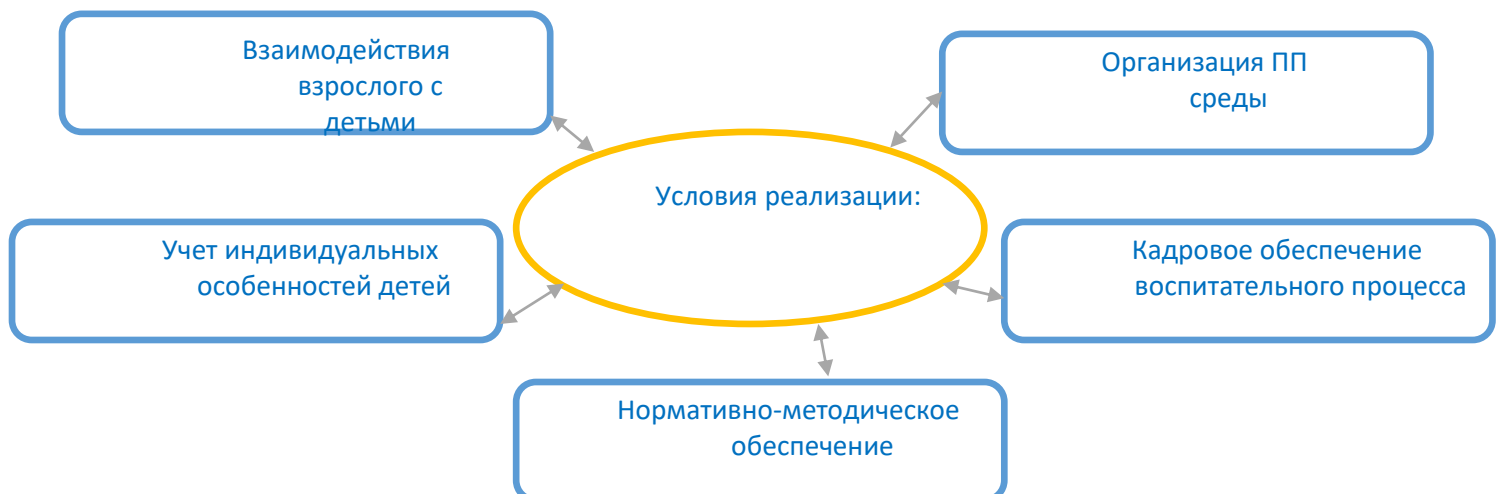 Взаимодействия
взрослого с
детьми
Организация ПП
среды
Условия реализации:
Учет индивидуальных
особенностей детей
Кадровое обеспечение
воспитательного процесса
Нормативно-методическое
обеспечение